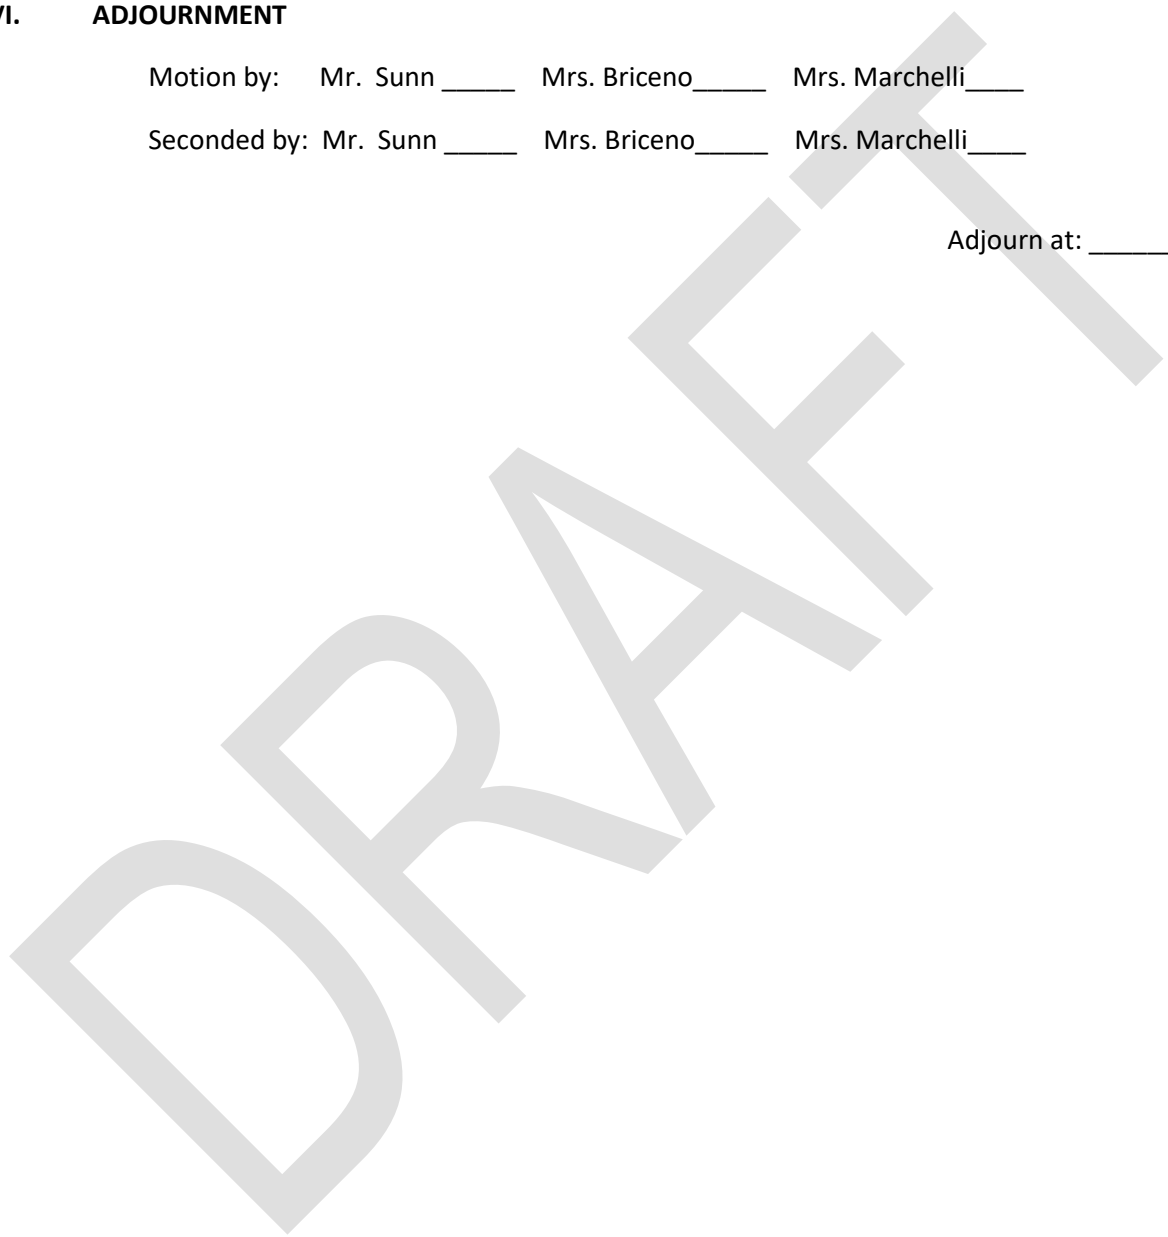 VI. ADJOURNMENT
Motion by: Mr. Sunn _____ Mrs. Briceno_____ Mrs. Marchelli____
Seconded by: Mr. Sunn _____ Mrs. Briceno_____ Mrs. Marchelli____
Adjourn at: ______
DRAFT